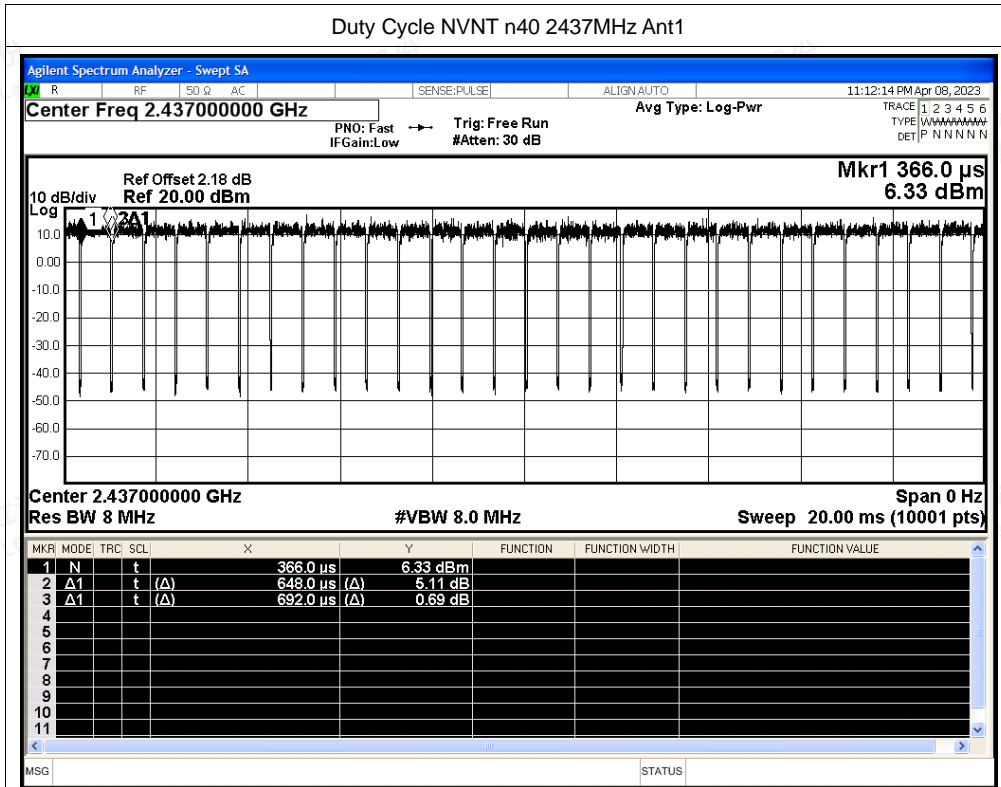 Duty Cycle NVNT n40 2437MHz Ant1
Agilent Spectrum Analyzer - Swept SA
LXI R RF 50 Ω AC SENSE:PULSE ALIGN AUTO 11:12:14 PM Apr 08, 2023
Center Freq 2.437000000 GHz Avg Type: Log-Pwr TRACE 1 2 3 4 5 6
PNO: Fast Trig: Free Run TYPE W
IFGain:Low #Atten: 30 dB DET P N N N N N
Mkr1 366.0 µs
Ref Offset 2.18 dB 6.33 dBm
10 dB/div Ref 20.00 dBm
Log
1 3Δ1
10.0
0.00
-10.0
-20.0
-30.0
-40.0
-50.0
-60.0
-70.0
Center 2.437000000 GHz Span 0 Hz
Res BW 8 MHz #VBW 8.0 MHz Sweep 20.00 ms (10001 pts)
MKR MODE TRC SCL X Y FUNCTION FUNCTION WIDTH FUNCTION VALUE
1 N t 366.0 µs 6.33 dBm
2 Δ1 t (Δ) 648.0 µs (Δ) 5.11 dB
3 Δ1 t (Δ) 692.0 µs (Δ) 0.69 dB
4
5
6
7
8
9
10
11
MSG STATUS